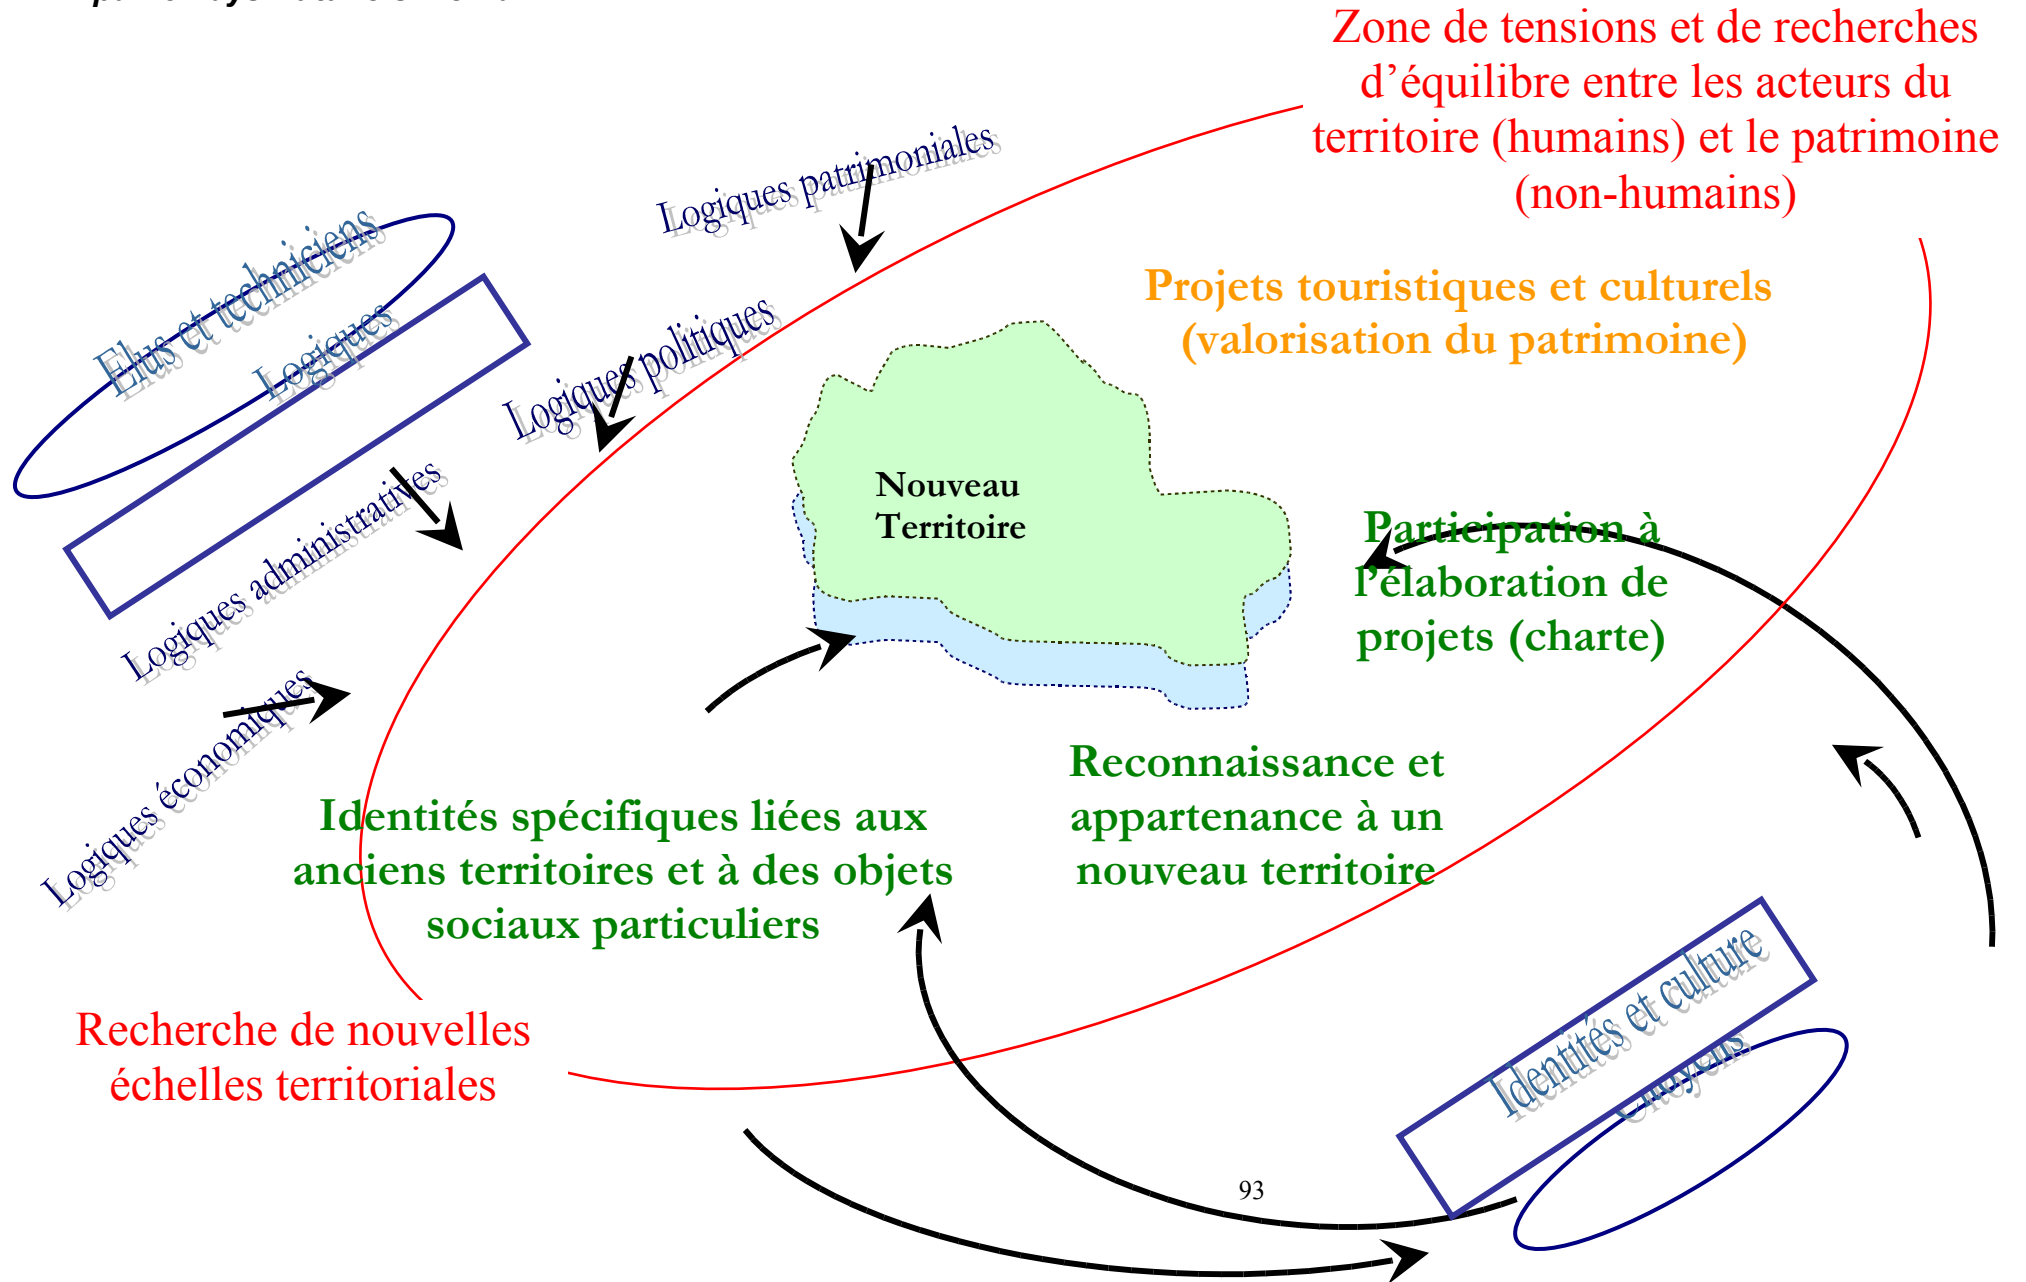 Zone de tensions et de recherches
d’équilibre entre les acteurs du
territoire (humains) et le patrimoine
(non-humains)
Logiques patrimoniales
Elus et techniciens
Logiques
Logiques politiques
Projets touristiques et culturels
(valorisation du patrimoine)
Nouveau
Territoire
Logiques administratives
Participation à
l’élaboration de
projets (charte)
Logiques économiques
Reconnaissance et
appartenance à un
nouveau territoire
Identités spécifiques liées aux
anciens territoires et à des objets
sociaux particuliers
Recherche de nouvelles
échelles territoriales
Identités et culture
Citoyens
93